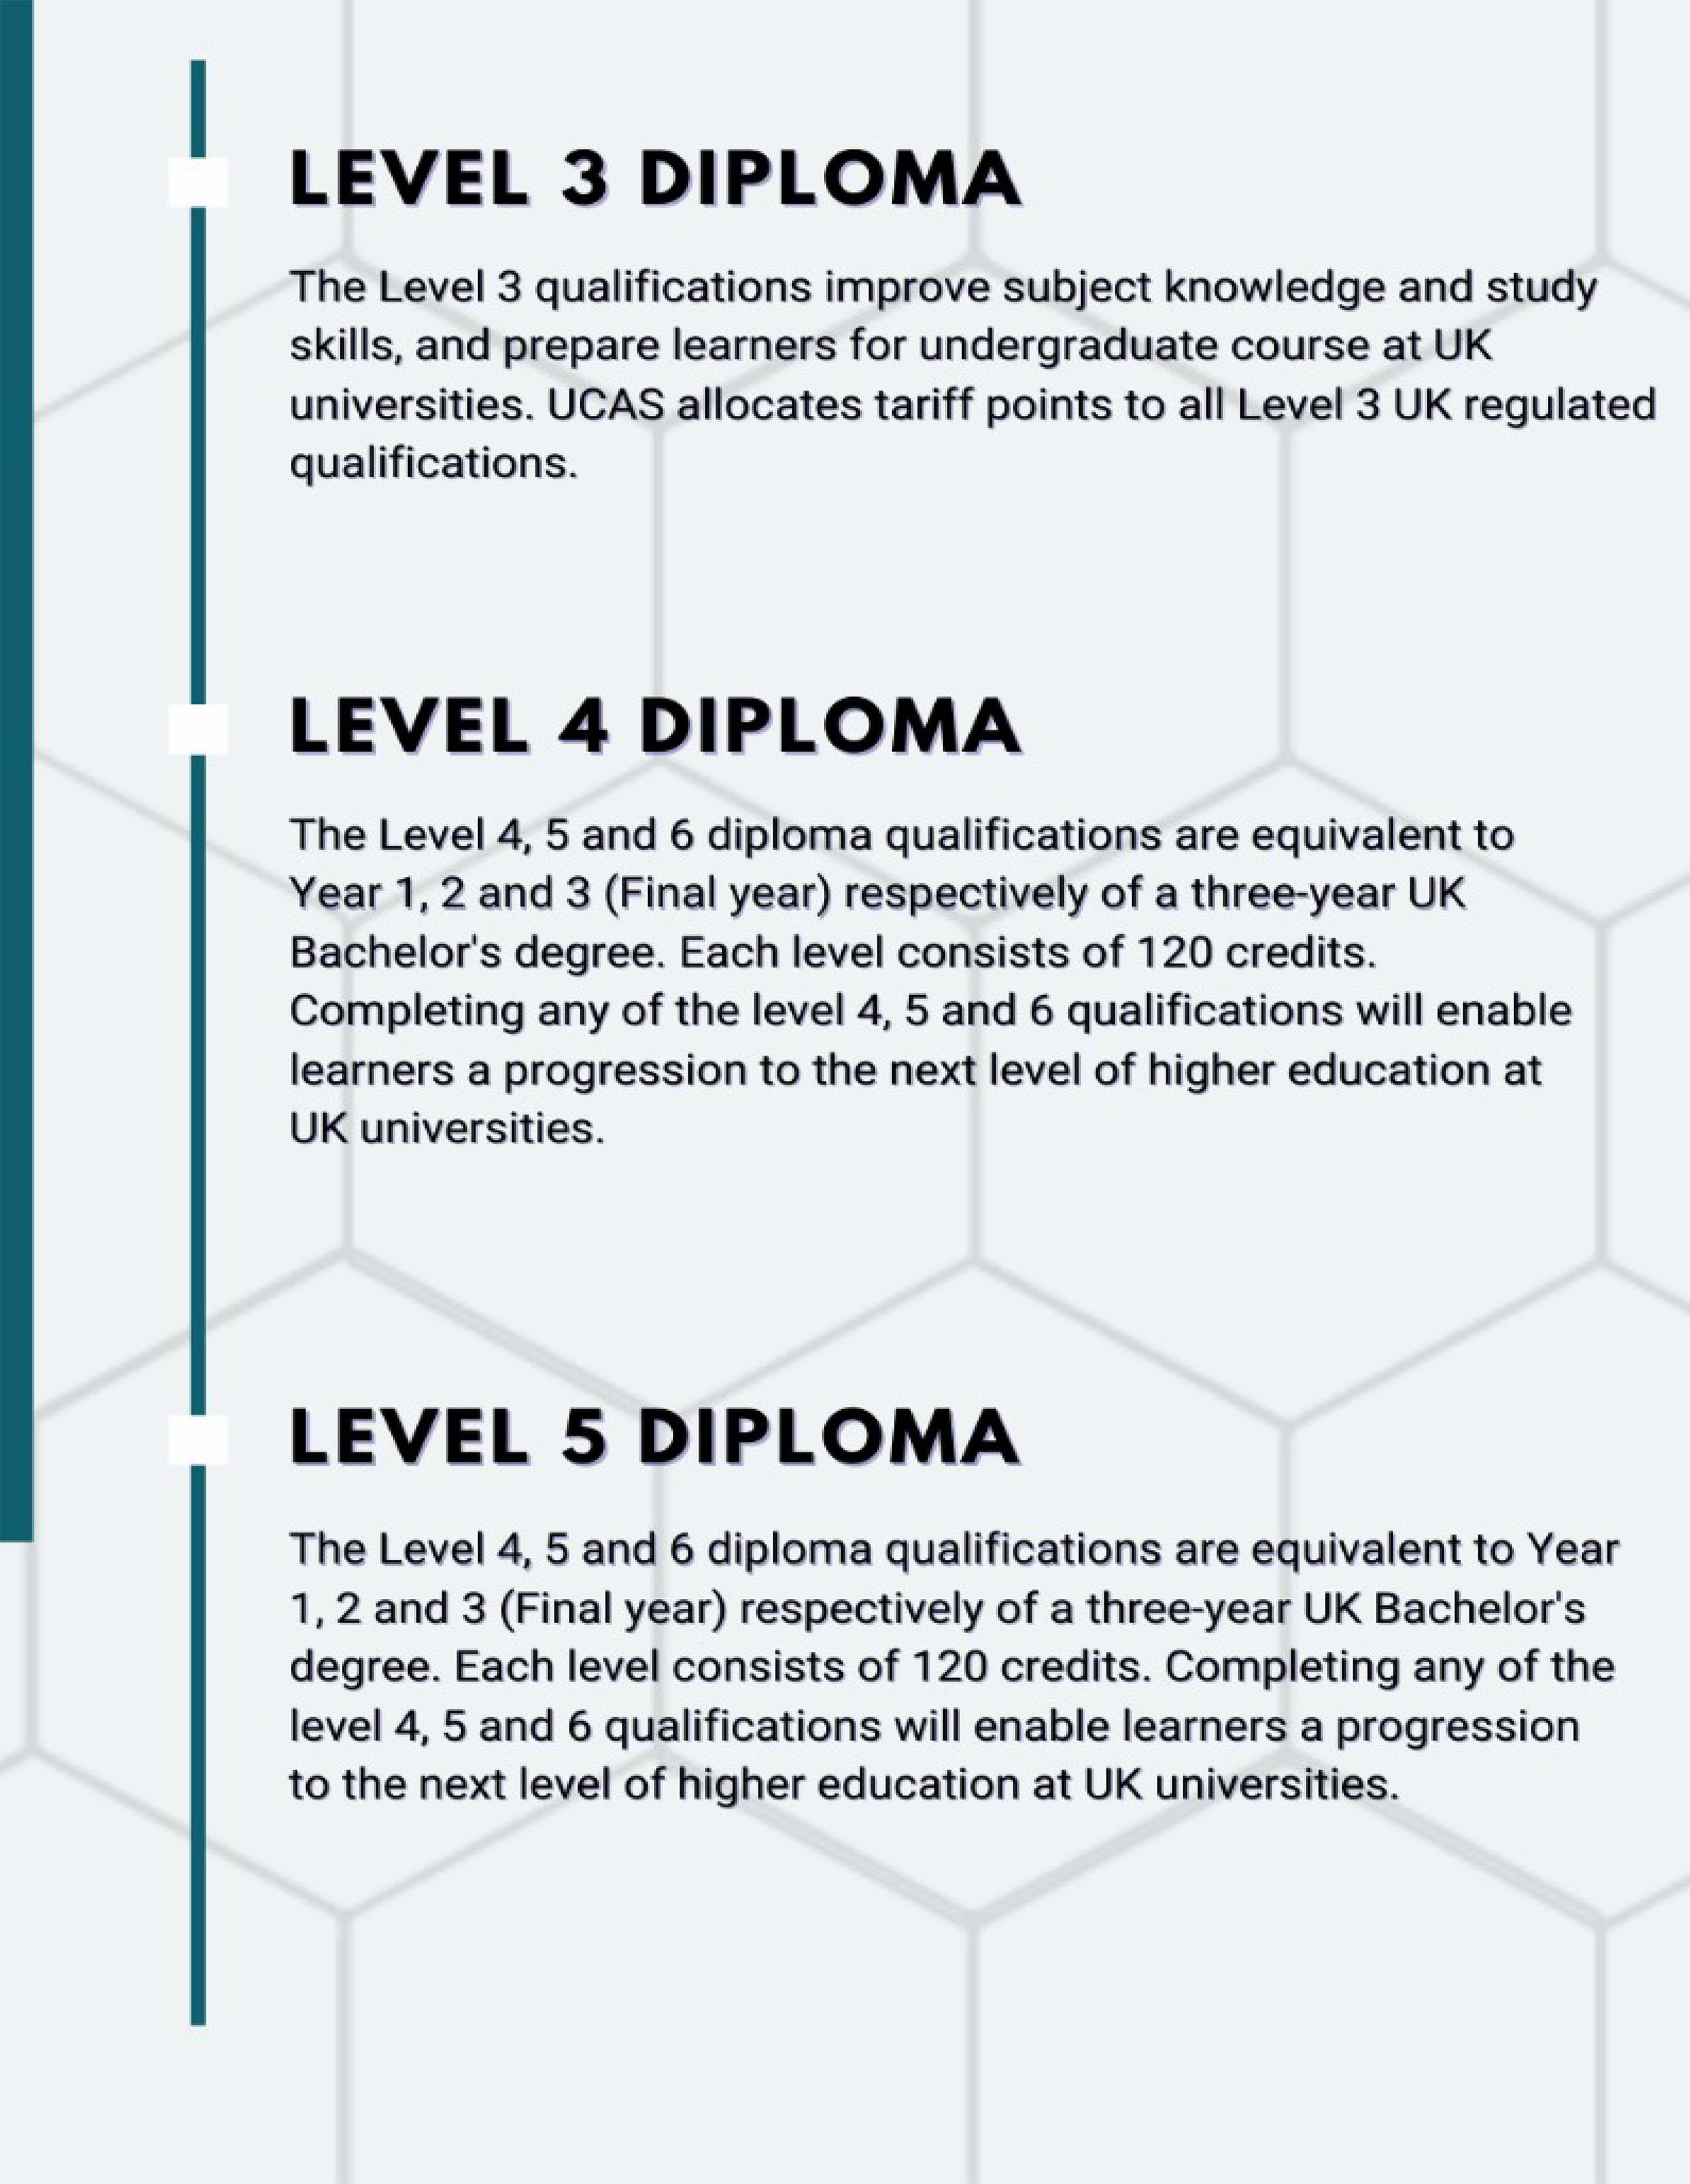 LEVEL 3 DIPLOMA
The Level 3 qualifications improve subject knowledge and study
skills, and prepare learners for undergraduate course at UK
universities. UCAS allocates tariff points to all Level 3 UK regulated
qualifications.
LEVEL 4 DIPLOMA
The Level 4, 5 and 6 diploma qualifications are equivalent to
Year 1, 2 and 3 (Final year) respectively of a three-year UK
Bachelor's degree. Each level consists of 120 credits.
Completing any of the level 4, 5 and 6 qualifications will enable
learners a progression to the next level of higher education at
UK universities.
LEVEL 5 DIPLOMA
The Level 4, 5 and 6 diploma qualifications are equivalent to Year
1, 2 and 3 (Final year) respectively of a three-year UK Bachelor's
degree. Each level consists of 120 credits. Completing any of the
level 4, 5 and 6 qualifications will enable learners a progression
to the next level of higher education at UK universities.